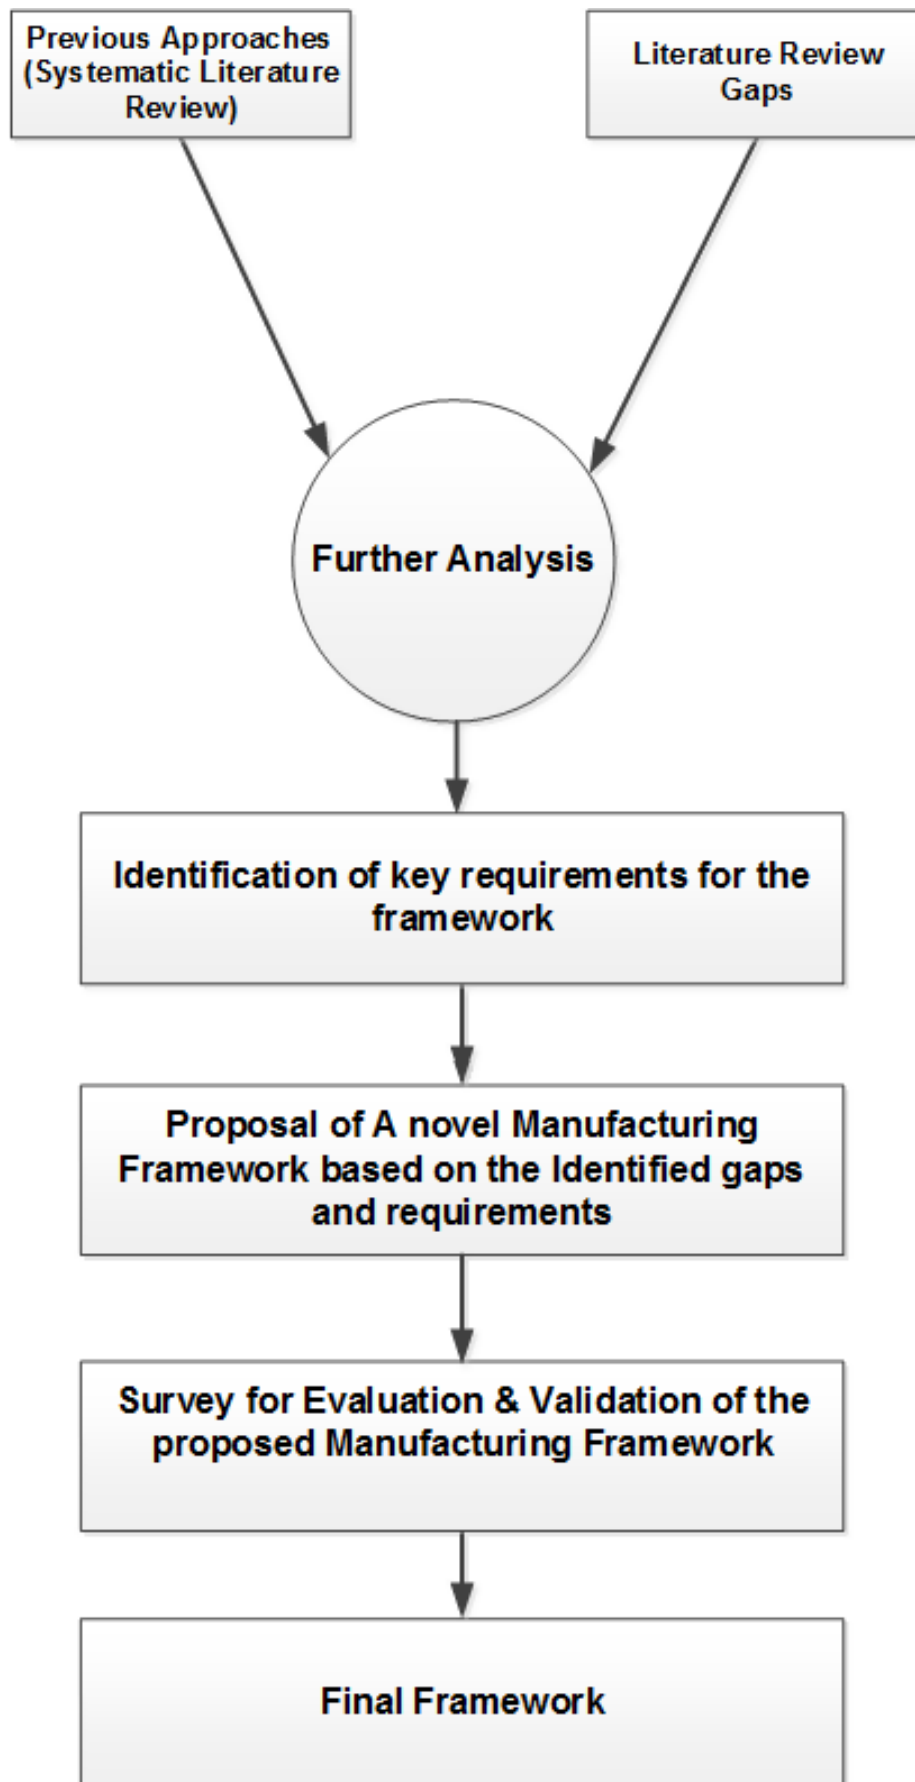 Previous Approaches
(Systematic Literature
Review)
Literature Review
Gaps
Further Analysis
Identification of key requirements for the
framework
Proposal of A novel Manufacturing
Framework based on the Identified gaps
and requirements
Survey for Evaluation & Validation of the
proposed Manufacturing Framework
Final Framework